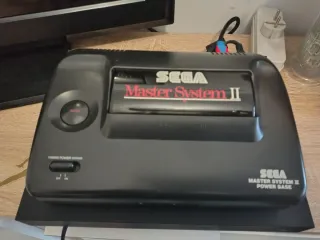 SEGA
Master System II
SEGA
MASTER SYSTEM II
POWER BASE